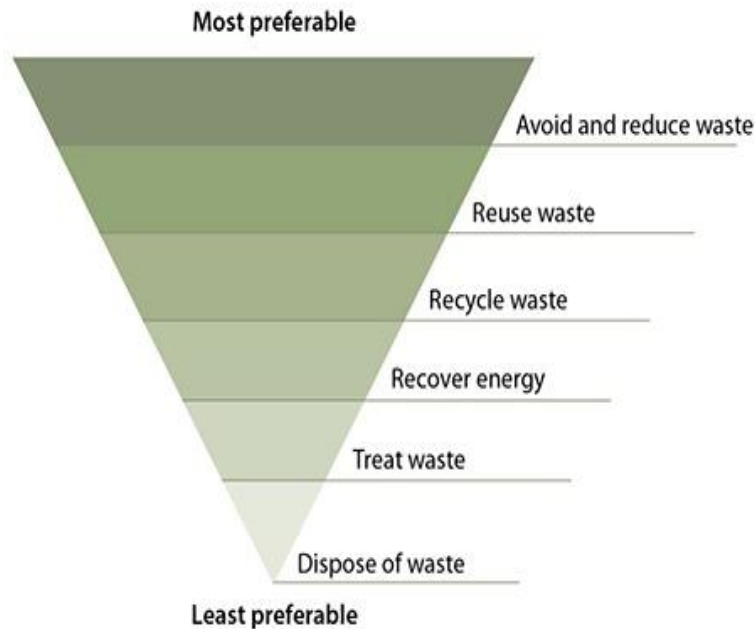 Most preferable
Avoid and reduce waste
Reuse waste
Recycle waste
Recover energy
Treat waste
Dispose of waste
Least preferable